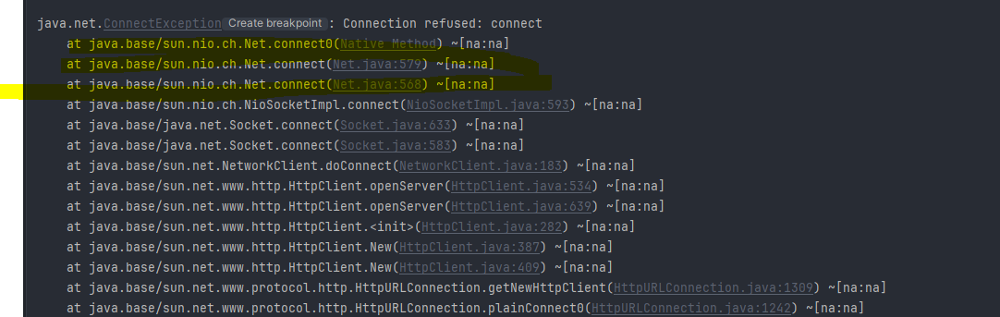 java.net.ConnectException Create breakpoint : Connection refused: connect
at java.base/sun.nio.ch.Net.connect0(Native Method) ~[na:na]
at java.base/sun.nio.ch.Net.connect(Net.java:579) ~[na:na]
at java.base/sun.nio.ch.Net.connect(Net.java:568) ~[na:na]
at java.base/sun.nio.ch.NioSocketImpl.connect(NioSocketImpl.java:593) ~[na:na]
at java.base/java.net.Socket.connect(Socket.java:633) ~[na:na]
at java.base/java.net.Socket.connect(Socket.java:583) ~[na:na]
at java.base/sun.net.NetworkClient.doConnect(NetworkClient.java:183) ~[na:na]
at java.base/sun.net.www.http.HttpClient.openServer(HttpClient.java:534) ~[na:na]
at java.base/sun.net.www.http.HttpClient.openServer(HttpClient.java:639) ~[na:na]
at java.base/sun.net.www.http.HttpClient.<init>(HttpClient.java:282) ~[na:na]
at java.base/sun.net.www.http.HttpClient.New(HttpClient.java:387) ~[na:na]
at java.base/sun.net.www.http.HttpClient.New(HttpClient.java:409) ~[na:na]
at java.base/sun.net.www.protocol.http.HttpURLConnection.getNewHttpClient(HttpURLConnection.java:1309) ~[na:na]
at java.base/sun.net.www.protocol.http.HttpURLConnection.plainConnect0(HttpURLConnection.java:1242) ~[na:na]